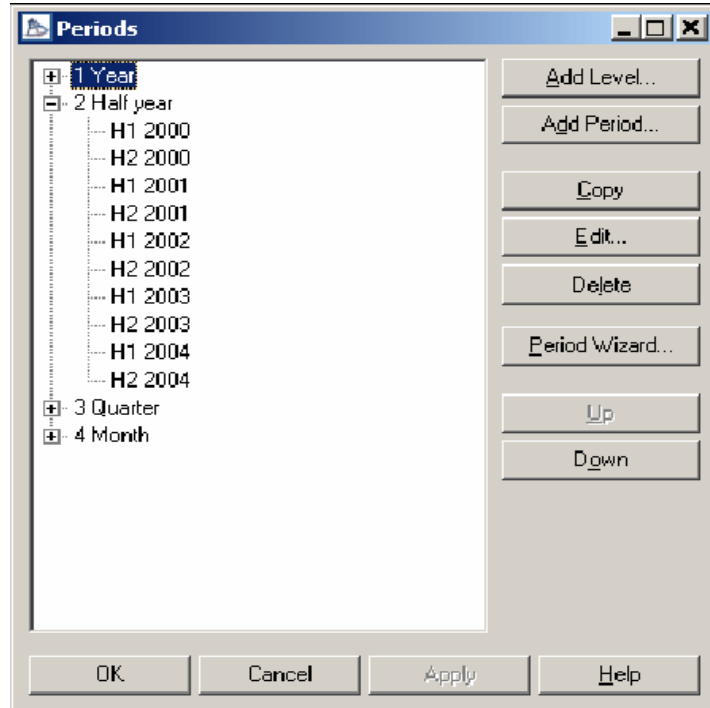 Periods
1 Year
2 Half year
H1 2000
H2 2000
H1 2001
H2 2001
H1 2002
H2 2002
H1 2003
H2 2003
H1 2004
H2 2004
3 Quarter
4 Month
Add Level...
Add Period...
Copy
Edit...
Delete
Period Wizard...
Up
Down
OK
Cancel
Apply
Help